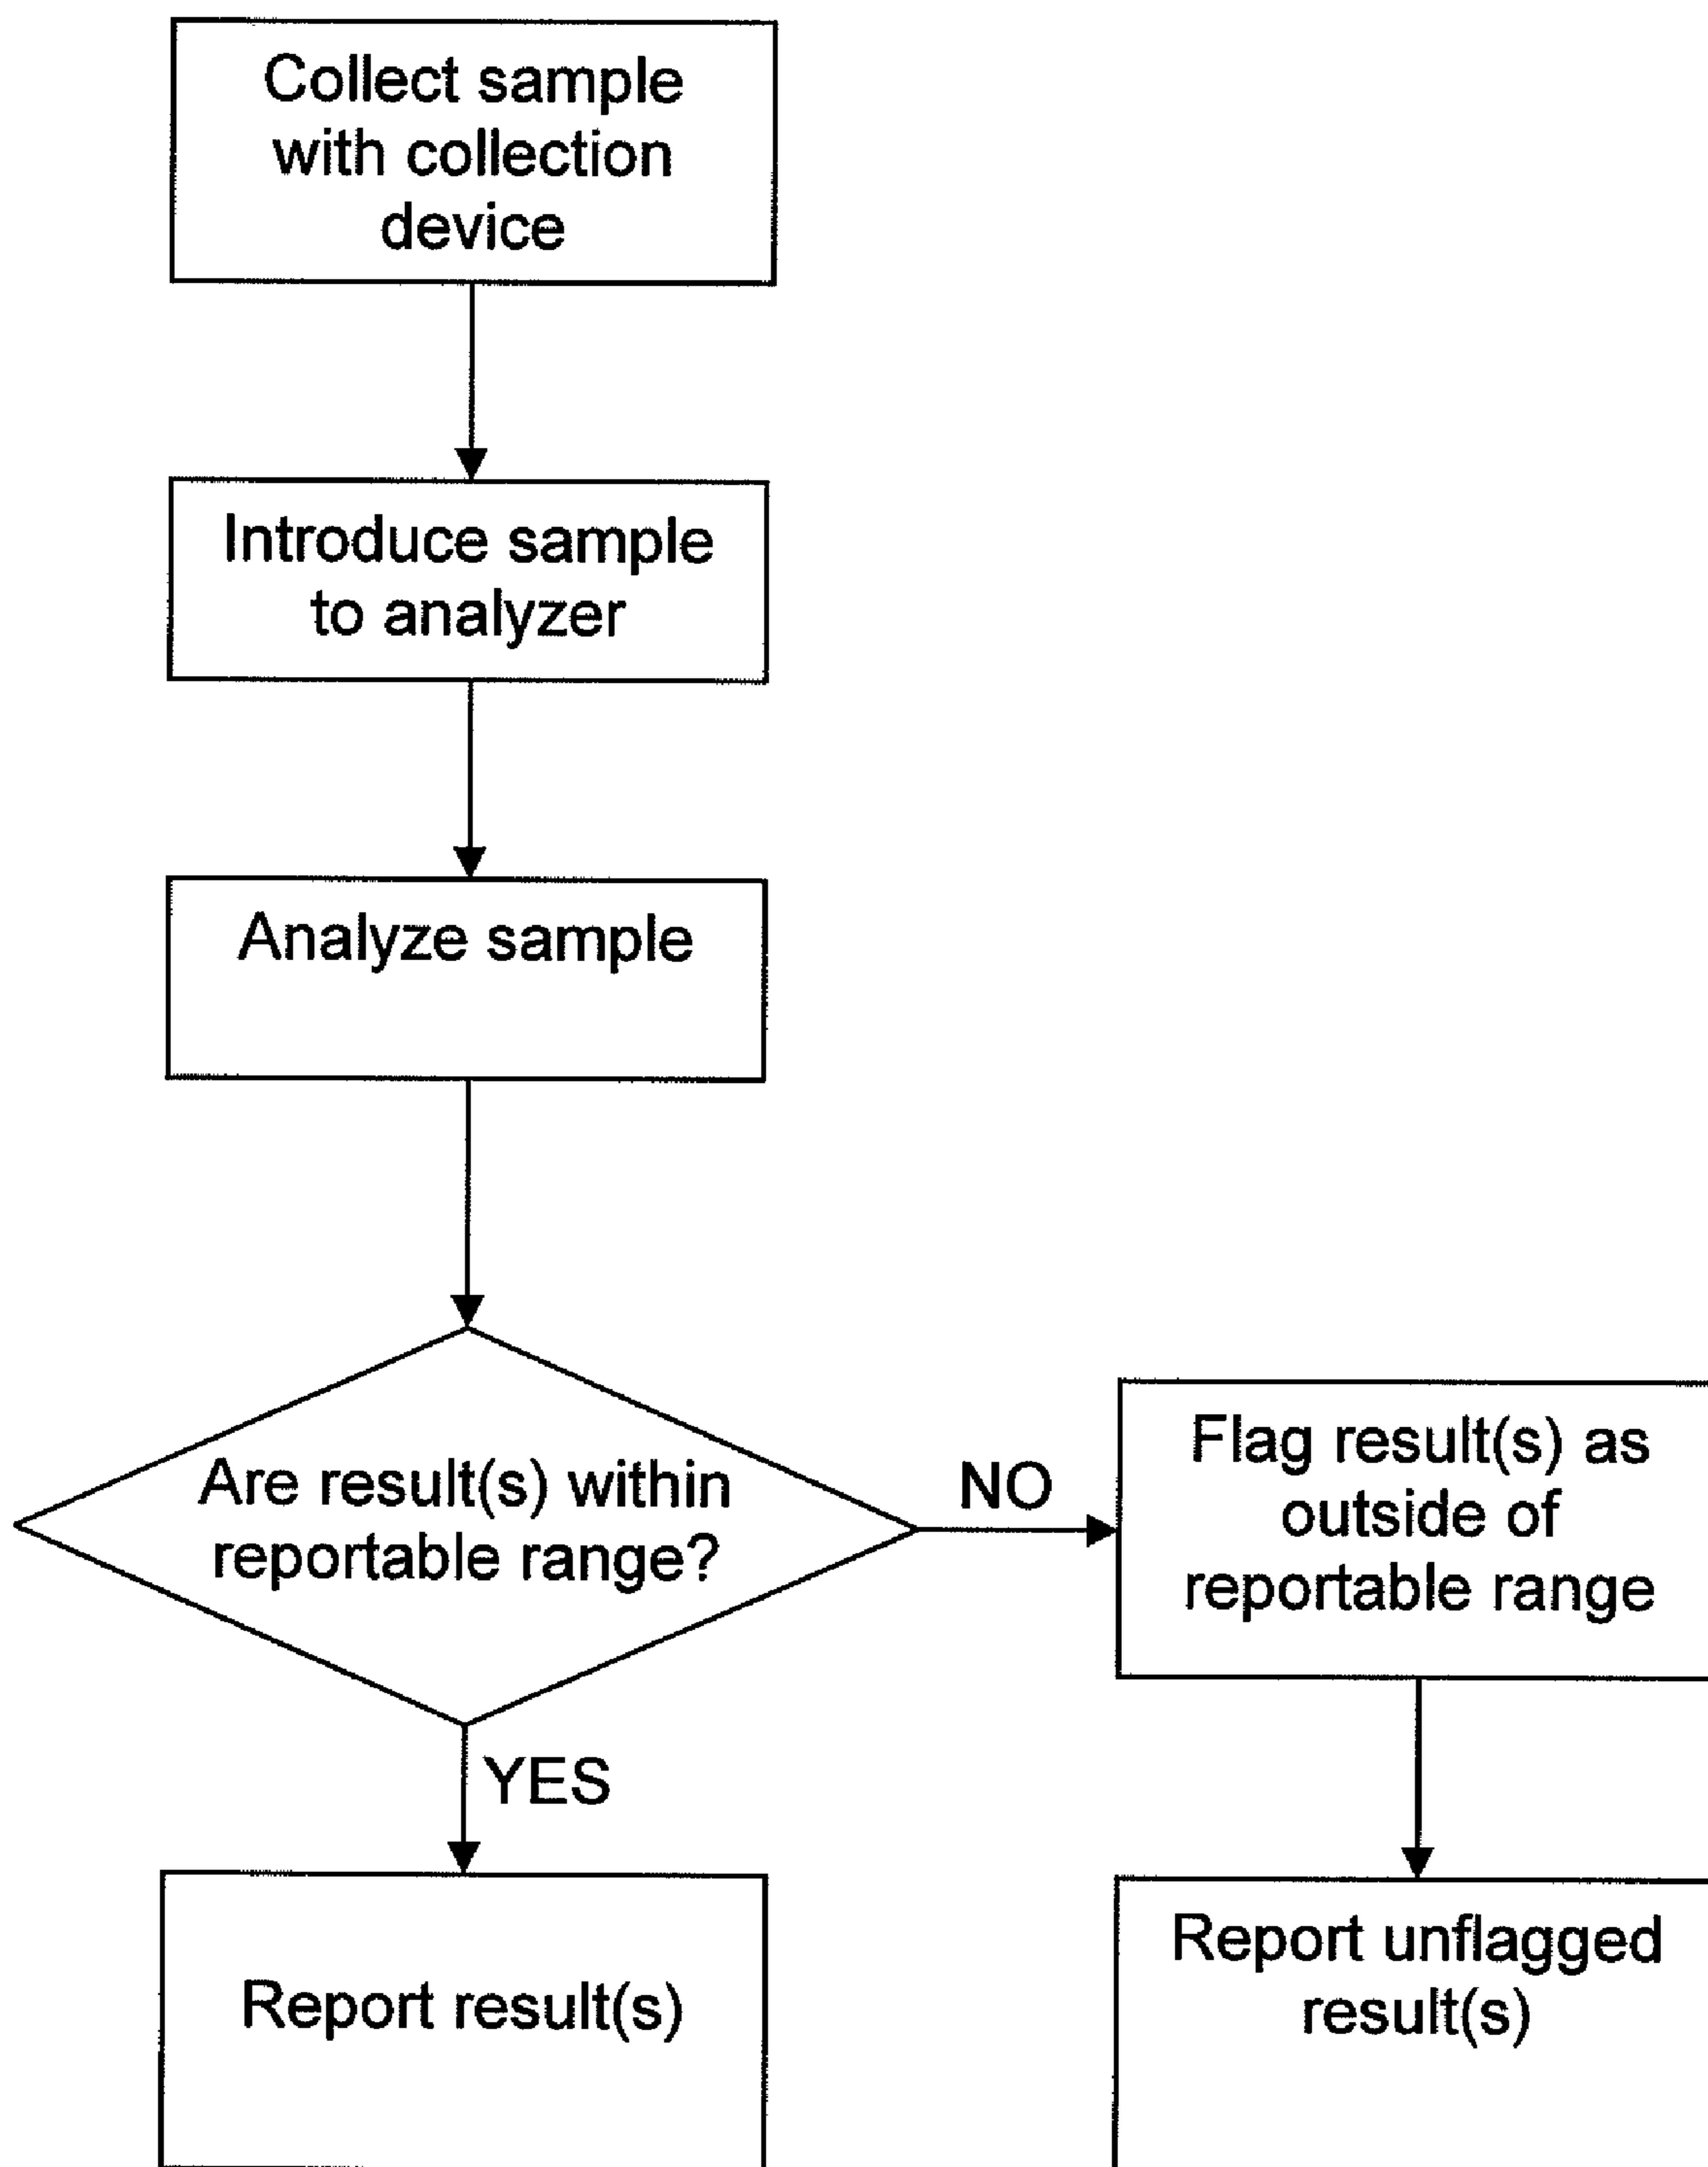 Collect sample
with collection
device
Introduce sample
to analyzer
Analyze sample
Are result(s) within
reportable range?
NO
Flag result(s) as
outside of
reportable range
YES
Report result(s)
Report unflagged
result(s)